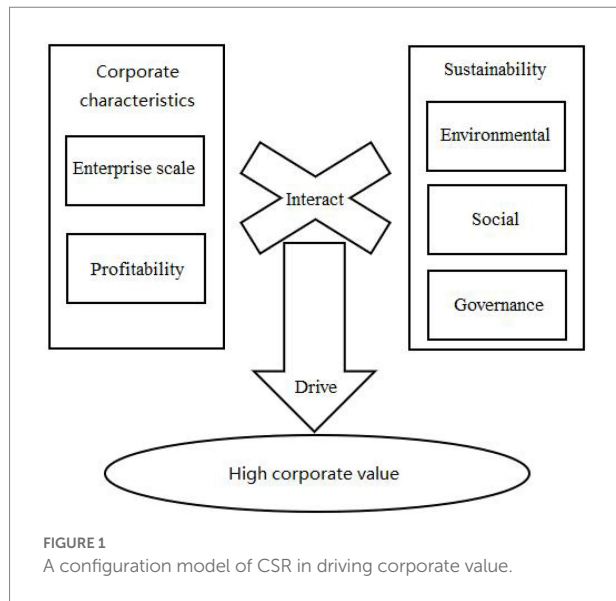 Corporate
characteristics
Enterprise scale
Profitability
Interact
Drive
Sustainability
Environmental
Social
Governance
High corporate value
FIGURE 1
A configuration model of CSR in driving corporate value.